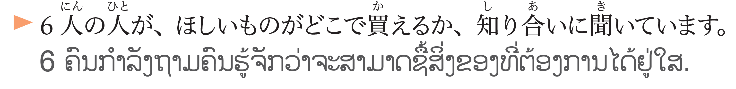 ▶ 6人の人が、ほしいものがどこで買えるか、知り合いに聞いています。
6 ຄົນກຳລັງຖາມຄົນຮູ້ຈັກວ່າຈະສາມາດຊື້ສິ່ງຂອງທີ່ຕ້ອງການໄດ້ຢູ່ໃສ.